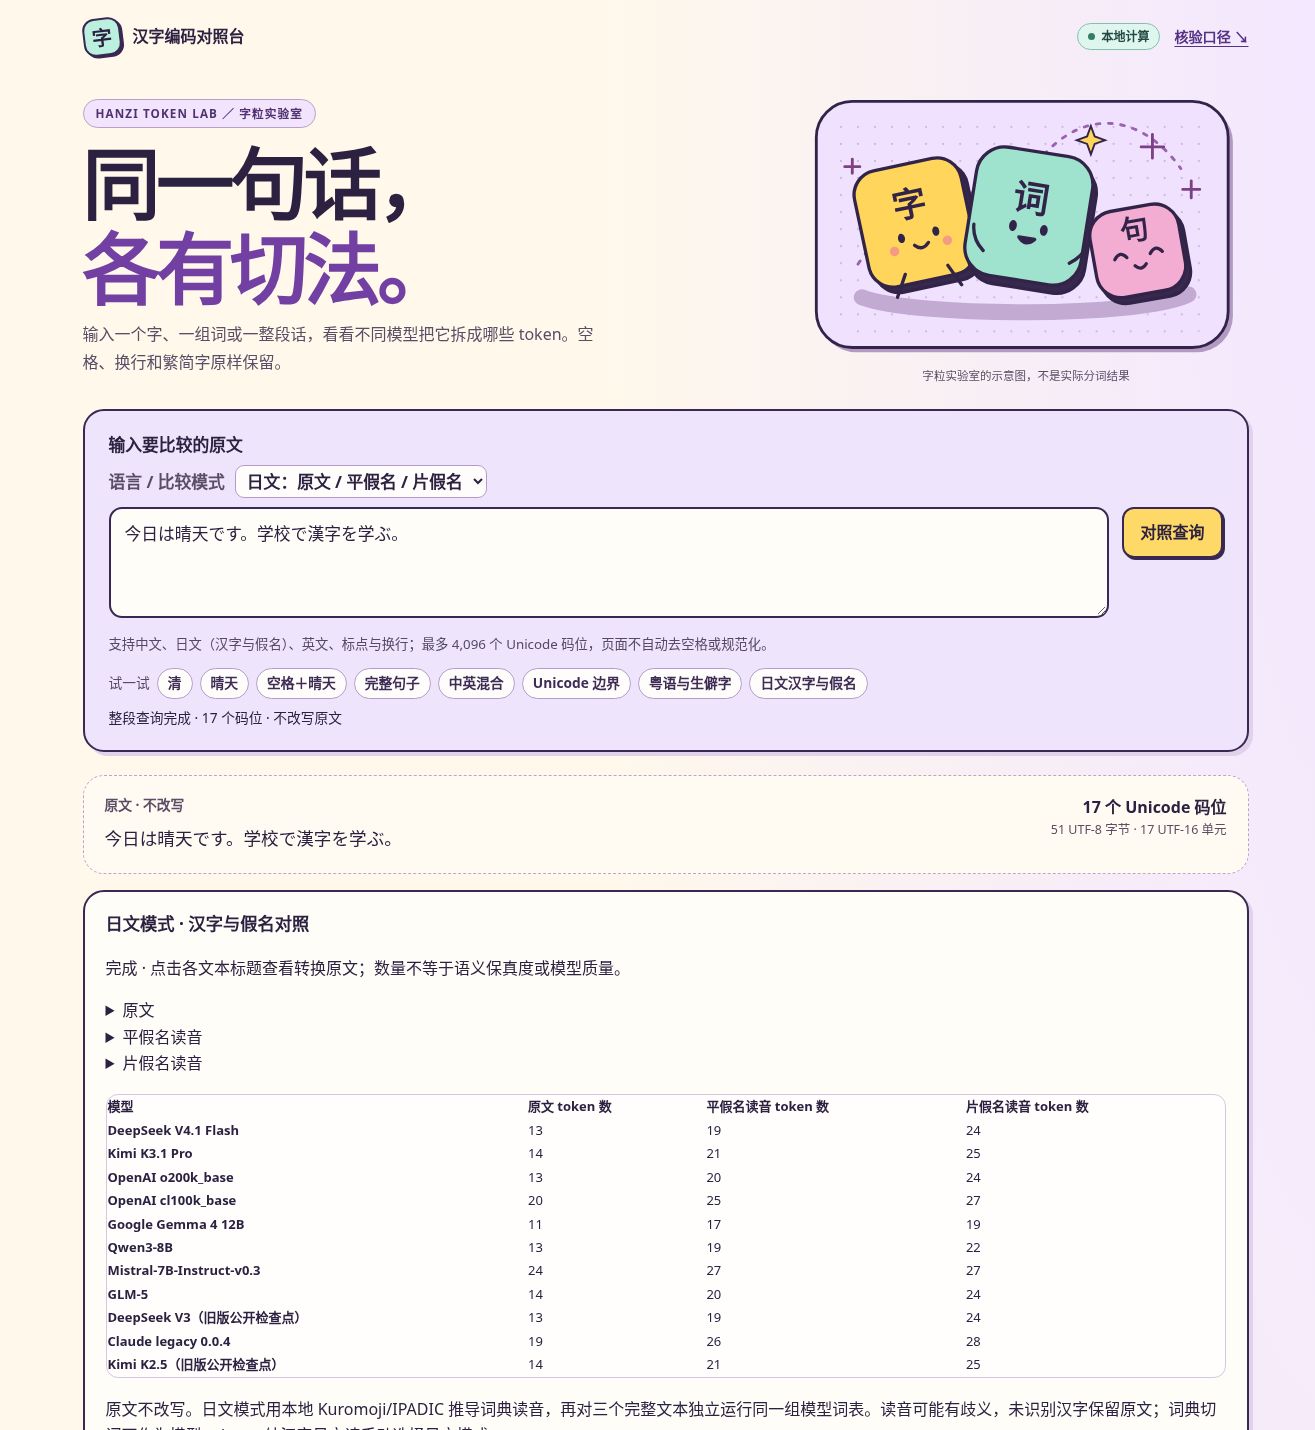 字 汉字编码对照台
本地计算 核验口径 ↘
HANZI TOKEN LAB ／ 字粒实验室
同一句话，
各有切法。
输入一个字、一组词或一整段话，看看不同模型把它拆成哪些 token。空
格、换行和繁简字原样保留。
字 词 句
字粒实验室的示意图，不是实际分词结果
输入要比较的原文
语言 / 比较模式 日文：原文 / 平假名 / 片假名
今日は晴天です。学校で漢字を学ぶ。
对照查询
支持中文、日文（汉字与假名）、英文、标点与换行；最多 4,096 个 Unicode 码位，页面不自动去空格或规范化。
试一试 清 晴天 空格＋晴天 完整句子 中英混合 Unicode 边界 粤语与生僻字 日文汉字与假名
整段查询完成 · 17 个码位 · 不改写原文
原文 · 不改写
今日は晴天です。学校で漢字を学ぶ。
17 个 Unicode 码位
51 UTF-8 字节 · 17 UTF-16 单元
日文模式 · 汉字与假名对照
完成 · 点击各文本标题查看转换原文；数量不等于语义保真度或模型质量。
▶ 原文
▶ 平假名读音
▶ 片假名读音
模型 原文 token 数 平假名读音 token 数 片假名读音 token 数
DeepSeek V4.1 Flash 13 19 24
Kimi K3.1 Pro 14 21 25
OpenAI o200k_base 13 20 24
OpenAI cl100k_base 20 25 27
Google Gemma 4 12B 11 17 19
Qwen3-8B 13 19 22
Mistral-7B-Instruct-v0.3 24 27 27
GLM-5 14 20 24
DeepSeek V3（旧版公开检查点） 13 19 24
Claude legacy 0.0.4 19 26 28
Kimi K2.5（旧版公开检查点） 14 21 25
原文不改写。日文模式用本地 Kuromoji/IPADIC 推导词典读音，再对三个完整文本独立运行同一组模型词表。读音可能有歧义，未识别汉字保留原文；词典切